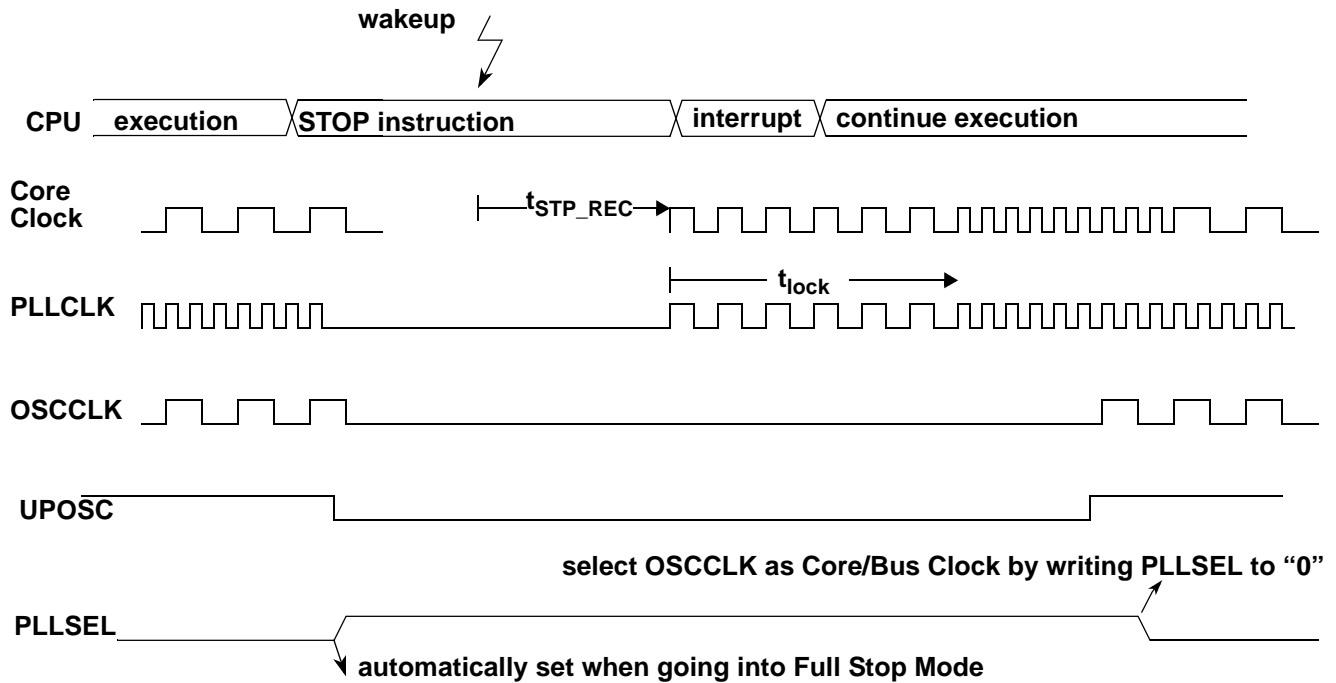 wakeup
CPU execution STOP instruction interrupt continue execution
Core
Clock
tSTP_REC
tlock
PLLCLK
OSCCLK
UPOSC
select OSCCLK as Core/Bus Clock by writing PLLSEL to “0”
PLLSEL
automatically set when going into Full Stop Mode